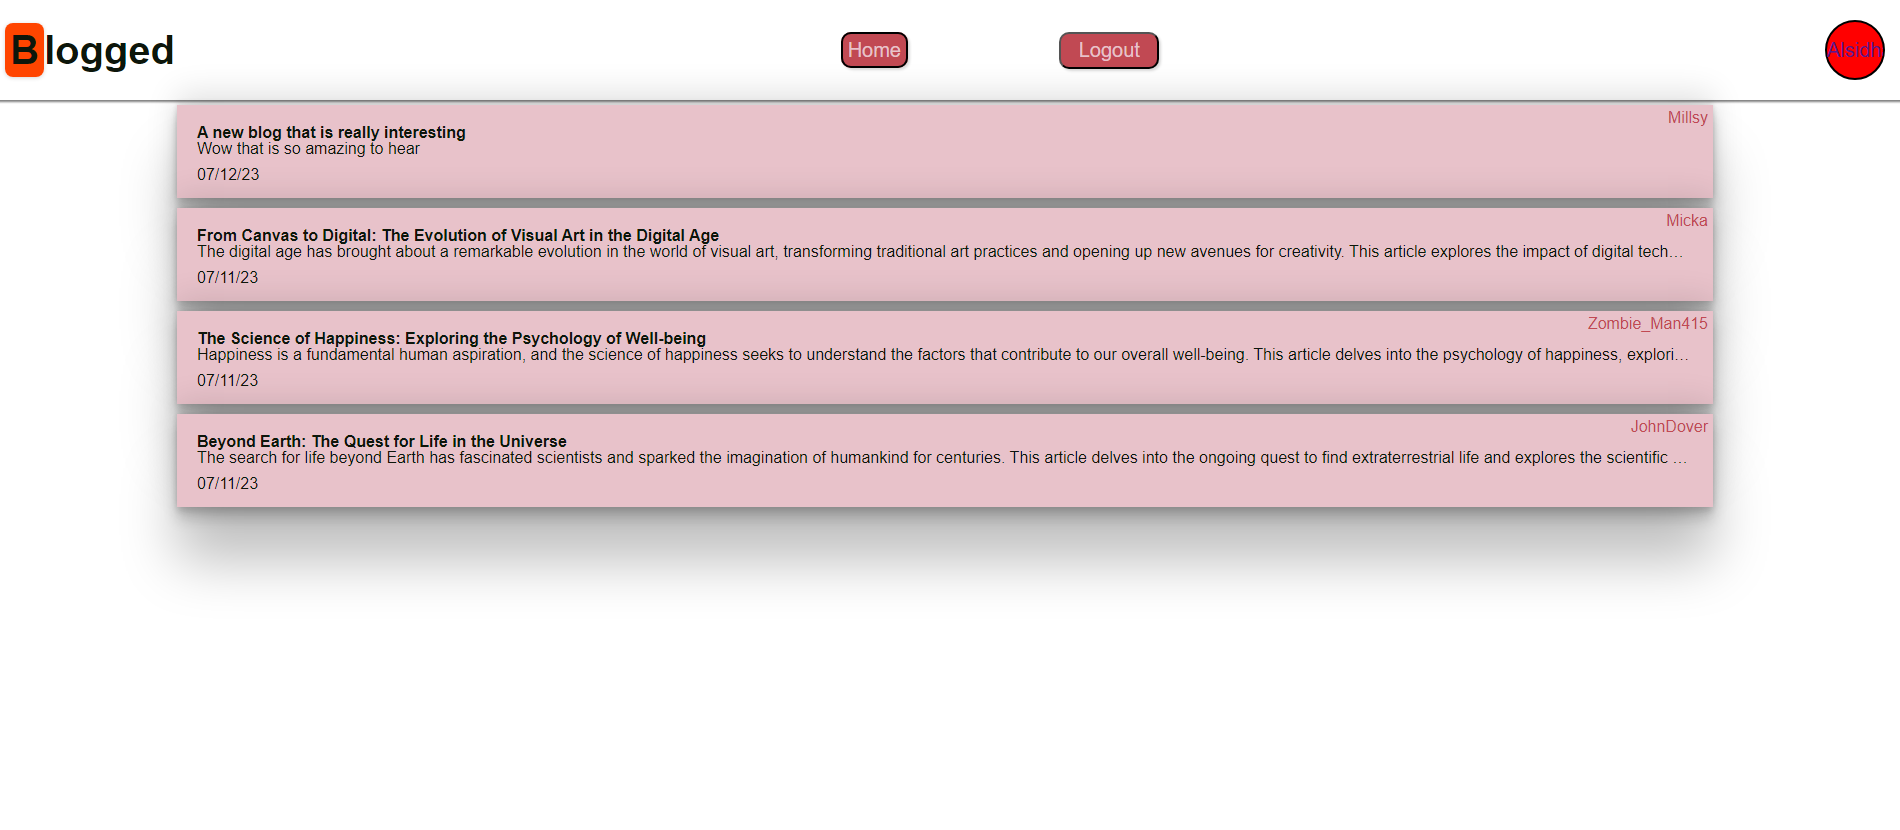 Blogged
Home
Logout
Alsidh
Millsy
A new blog that is really interesting
Wow that is so amazing to hear
07/12/23
Micka
From Canvas to Digital: The Evolution of Visual Art in the Digital Age
The digital age has brought about a remarkable evolution in the world of visual art, transforming traditional art practices and opening up new avenues for creativity. This article explores the impact of digital tech...
07/11/23
Zombie_Man415
The Science of Happiness: Exploring the Psychology of Well-being
Happiness is a fundamental human aspiration, and the science of happiness seeks to understand the factors that contribute to our overall well-being. This article delves into the psychology of happiness, explori...
07/11/23
JohnDover
Beyond Earth: The Quest for Life in the Universe
The search for life beyond Earth has fascinated scientists and sparked the imagination of humankind for centuries. This article delves into the ongoing quest to find extraterrestrial life and explores the scientific ...
07/11/23